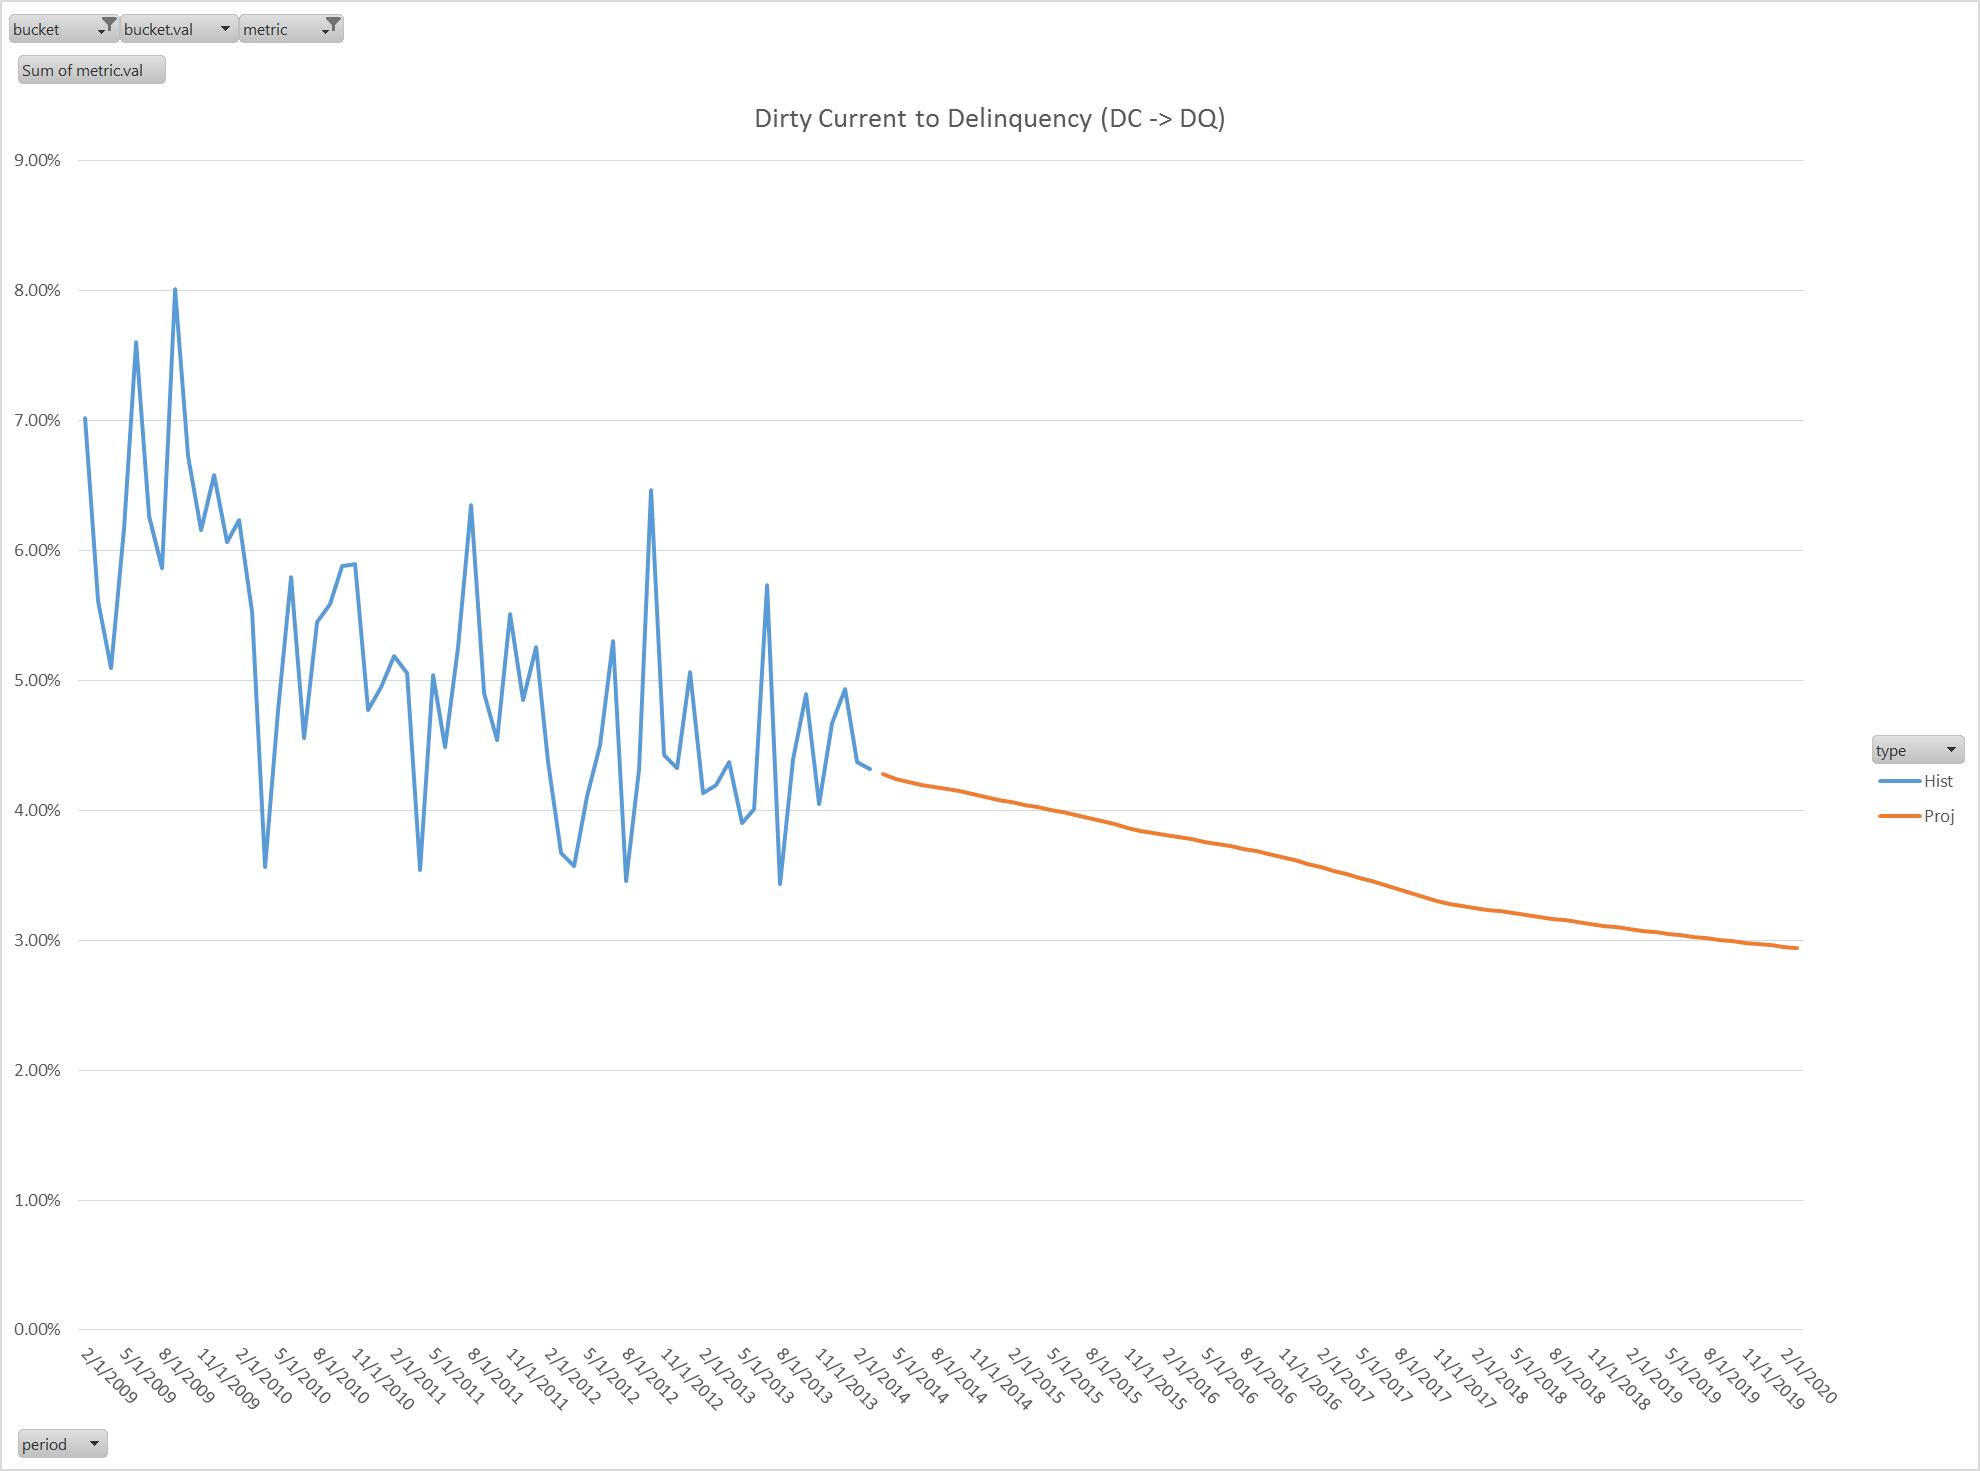 bucket bucket.val metric
Sum of metric.val
Dirty Current to Delinquency (DC -> DQ)
9.00%
8.00%
7.00%
6.00%
5.00%
4.00%
3.00%
2.00%
1.00%
0.00%
type
Hist
Proj
2/1/2009 5/1/2009 8/1/2009 11/1/2009 2/1/2010 5/1/2010 8/1/2010 11/1/2010 2/1/2011 5/1/2011 8/1/2011 11/1/2011 2/1/2012 5/1/2012 8/1/2012 11/1/2012 2/1/2013 5/1/2013 8/1/2013 11/1/2013 2/1/2014 5/1/2014 8/1/2014 11/1/2014 2/1/2015 5/1/2015 8/1/2015 11/1/2015 2/1/2016 5/1/2016 8/1/2016 11/1/2016 2/1/2017 5/1/2017 8/1/2017 11/1/2017 2/1/2018 5/1/2018 8/1/2018 11/1/2018 2/1/2019 5/1/2019 8/1/2019 11/1/2019 2/1/2020
period